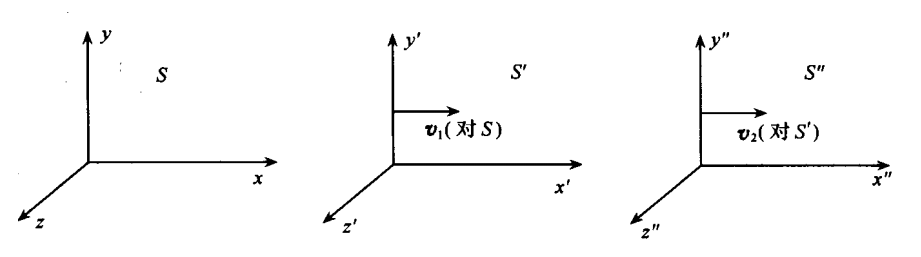 y
S
x
z
y′
S′
v₁(对 S)
x′
z′
y″
S″
v₂(对 S′)
x″
z″